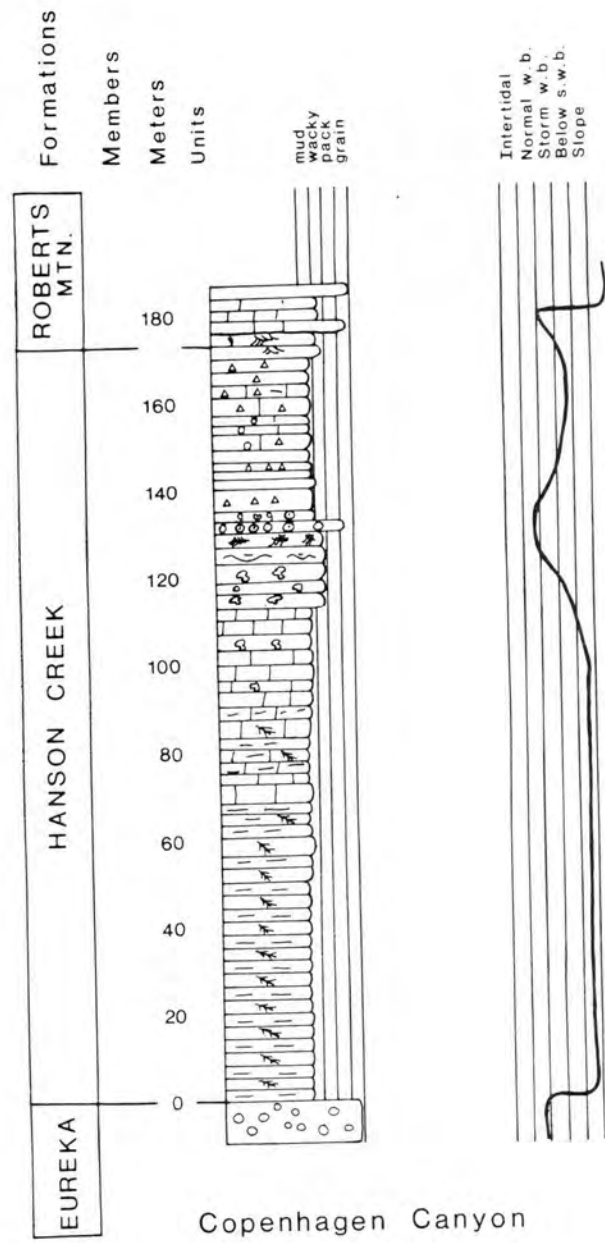 Formations
Members
Meters
Units
mud
wacky
pack
grain
Intertidal
Normal w.b.
Storm w.b.
Below s.w.b.
Slope
ROBERTS
MTN.
HANSON CREEK
EUREKA
180
160
140
120
100
80
60
40
20
0
Copenhagen Canyon